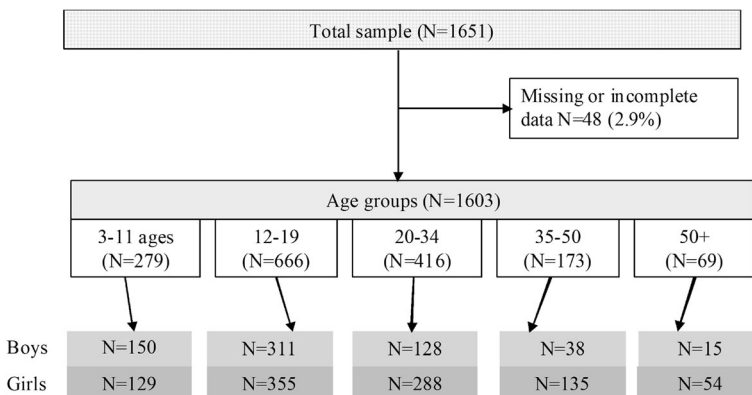 Total sample (N=1651)
Missing or incomplete
data N=48 (2.9%)
Age groups (N=1603)
3-11 ages
(N=279)
12-19
(N=666)
20-34
(N=416)
35-50
(N=173)
50+
(N=69)
Boys N=150 N=311 N=128 N=38 N=15
Girls N=129 N=355 N=288 N=135 N=54